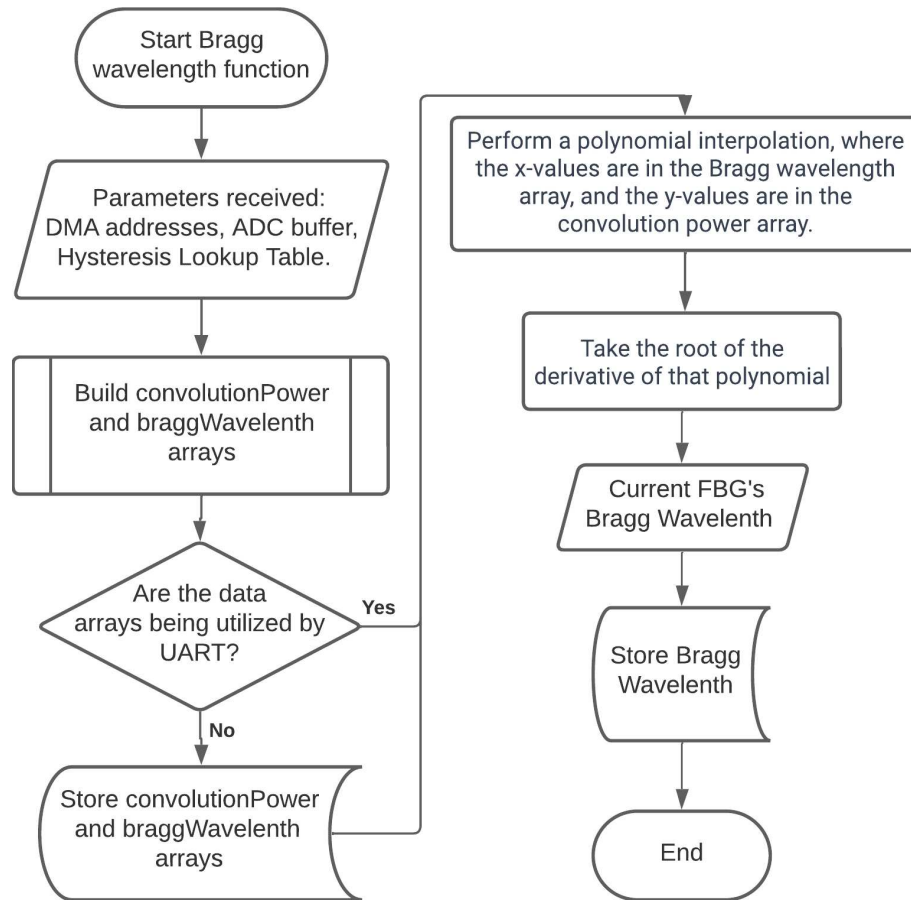 Start Bragg
wavelength function
Parameters received:
DMA addresses, ADC buffer,
Hysteresis Lookup Table.
Build convolutionPower
and braggWavelenth
arrays
Are the data
arrays being utilized by
UART?
Yes
No
Store convolutionPower
and braggWavelenth
arrays
Perform a polynomial interpolation, where
the x-values are in the Bragg wavelength
array, and the y-values are in the
convolution power array.
Take the root of the
derivative of that polynomial
Current FBG's
Bragg Wavelenth
Store Bragg
Wavelenth
End